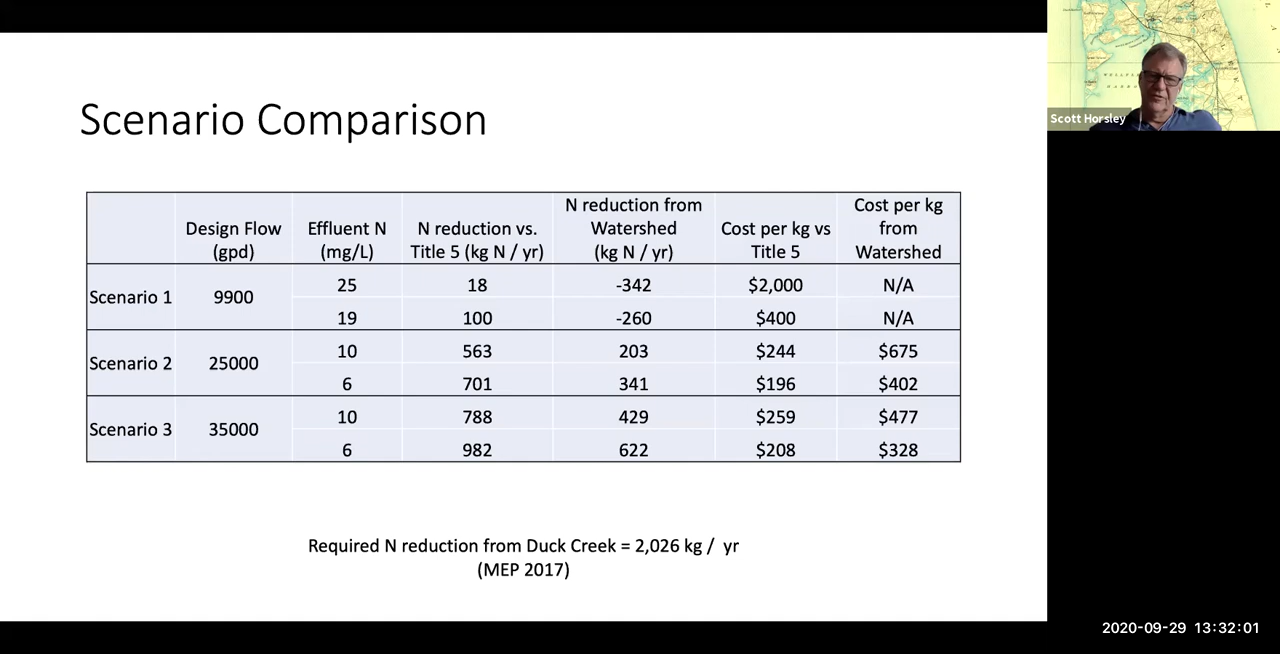 Scenario Comparison
Design Flow (gpd) Effluent N (mg/L) N reduction vs. Title 5 (kg N / yr) N reduction from Watershed (kg N / yr) Cost per kg vs Title 5 Cost per kg from Watershed
Scenario 1 9900 25 18 -342 $2,000 N/A
19 100 -260 $400 N/A
Scenario 2 25000 10 563 203 $244 $675
6 701 341 $196 $402
Scenario 3 35000 10 788 429 $259 $477
6 982 622 $208 $328
Required N reduction from Duck Creek = 2,026 kg / yr
(MEP 2017)
Scott Horsley
2020-09-29 13:32:01